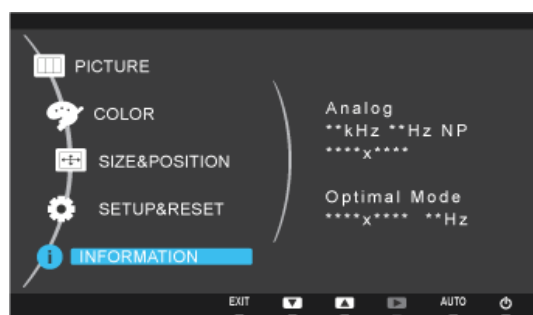 PICTURE
COLOR
SIZE&POSITION
SETUP&RESET
INFORMATION
Analog
**kHz **Hz NP
****x****
Optimal Mode
****x**** **Hz
EXIT AUTO